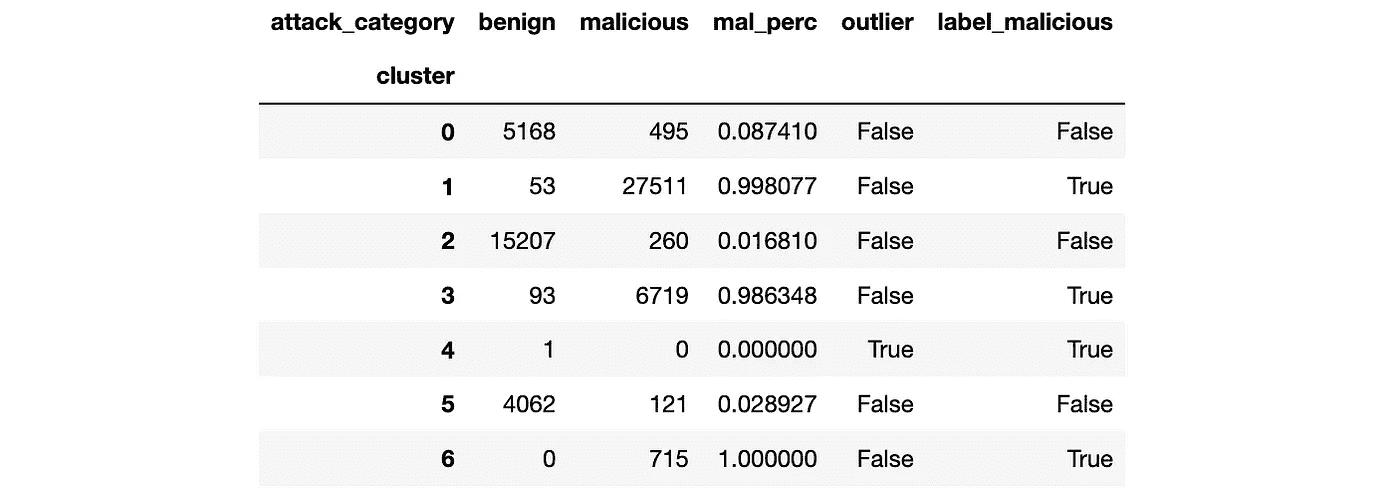 attack_category benign malicious mal_perc outlier label_malicious
cluster
0 5168 495 0.087410 False False
1 53 27511 0.998077 False True
2 15207 260 0.016810 False False
3 93 6719 0.986348 False True
4 1 0 0.000000 True True
5 4062 121 0.028927 False False
6 0 715 1.000000 False True